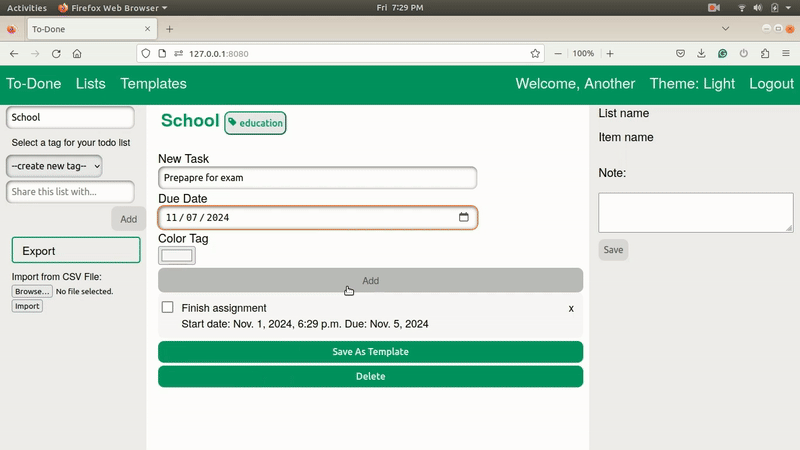 Activities Firefox Web Browser Fri 7:29 PM
To-Done
127.0.0.1:8080 100%
To-Done Lists Templates Welcome, Another Theme: Light Logout
School
Select a tag for your todo list
--create new tag--
Share this list with...
Add
Export
Import from CSV File:
Browse... No file selected.
Import
School education
New Task
Prepapre for exam
Due Date
11/07/2024
Color Tag
Add
Finish assignment x
Start date: Nov. 1, 2024, 6:29 p.m. Due: Nov. 5, 2024
Save As Template
Delete
List name
Item name
Note:
Save